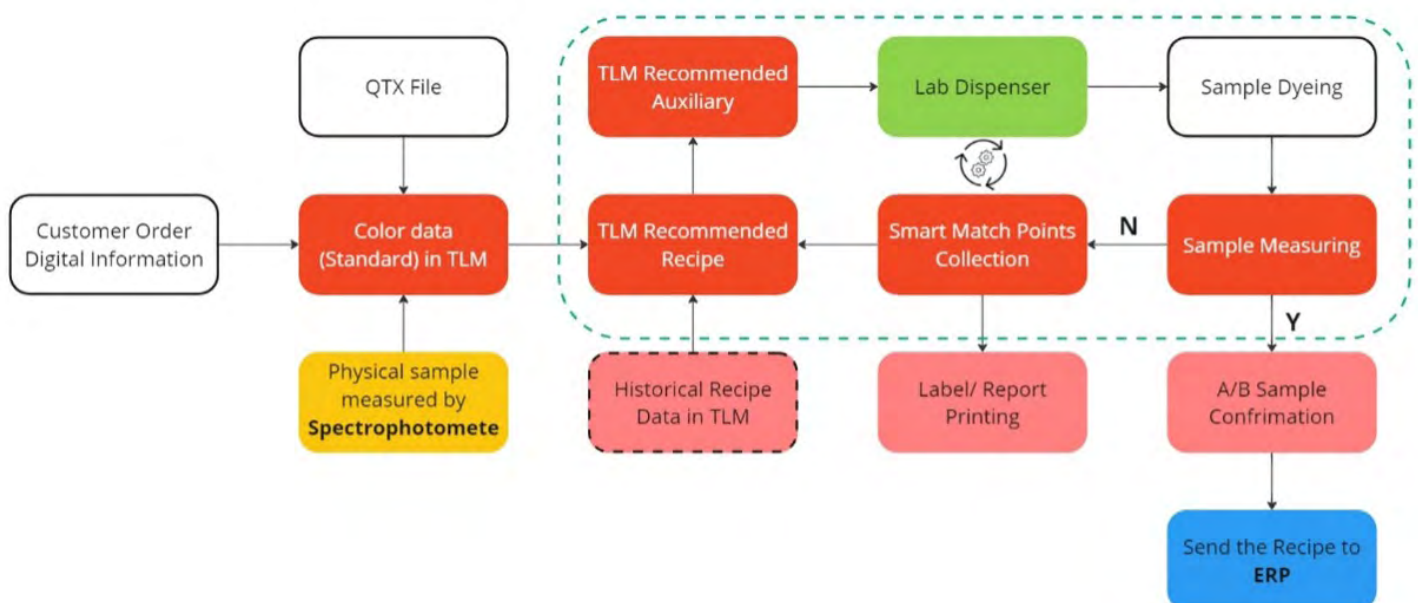 QTX File
TLM Recommended
Auxiliary
Lab Dispenser
Sample Dyeing
Customer Order
Digital Information
Color data
(Standard) in TLM
TLM Recommended
Recipe
Smart Match Points
Collection
N
Sample Measuring
Y
Physical sample
measured by
Spectrophotomete
Historical Recipe
Data in TLM
Label/ Report
Printing
A/B Sample
Confrimation
Send the Recipe to
ERP